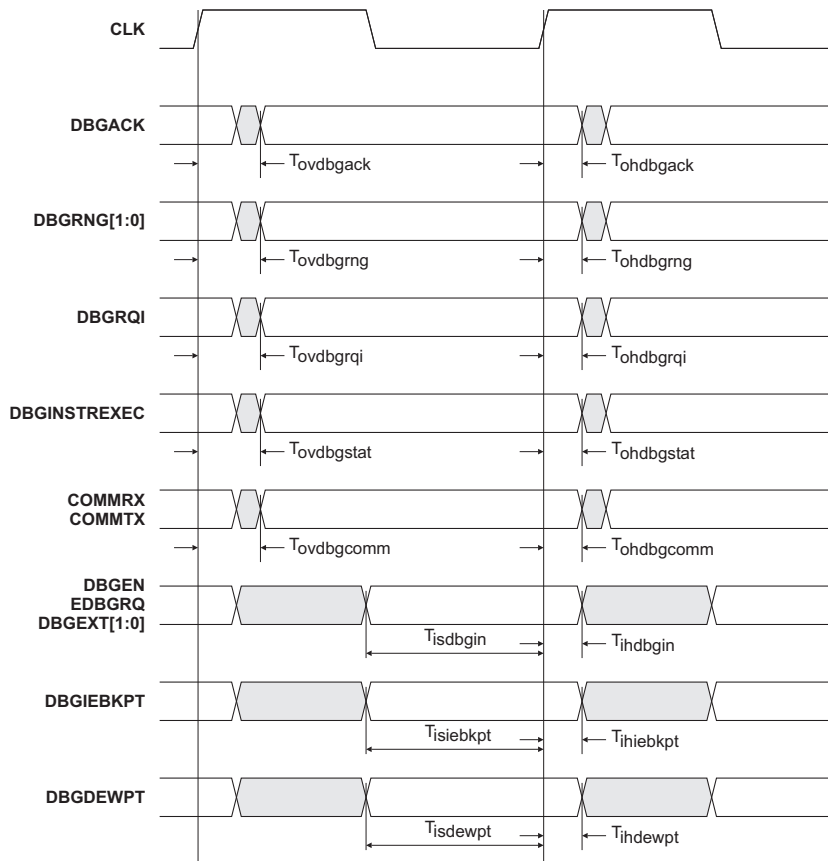 CLK
DBGACK
Tovdbgack
Tohdbgack
DBGRNG[1:0]
Tovdbgrng
Tohdbgrng
DBGRQI
Tovdbgrqi
Tohdbgrqi
DBGINSTREXEC
Tovdbgstat
Tohdbgstat
COMMRX
COMMTX
Tovdbgcomm
Tohdbgcomm
DBGEN
EDBGRQ
DBGEXT[1:0]
Tisdbgin
Tihdbgin
DBGIEBKPT
Tisiebkpt
Tihiebkpt
DBGDEWPT
Tisdewpt
Tihdewpt